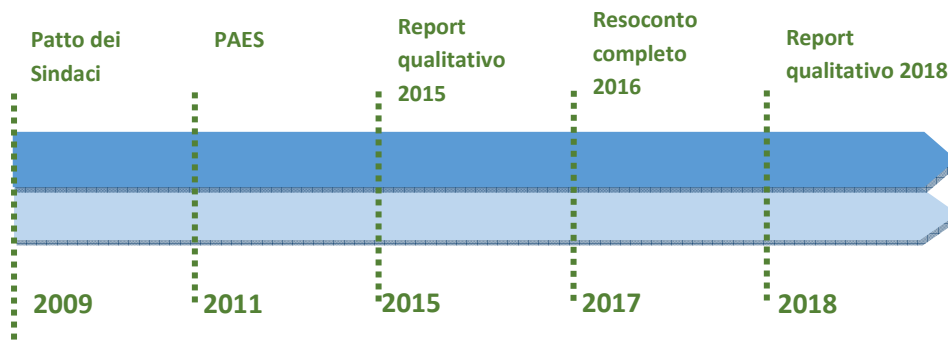 Patto dei
Sindaci
PAES
Report
qualitativo
2015
Resoconto
completo
2016
Report
qualitativo 2018
2009
2011
2015
2017
2018